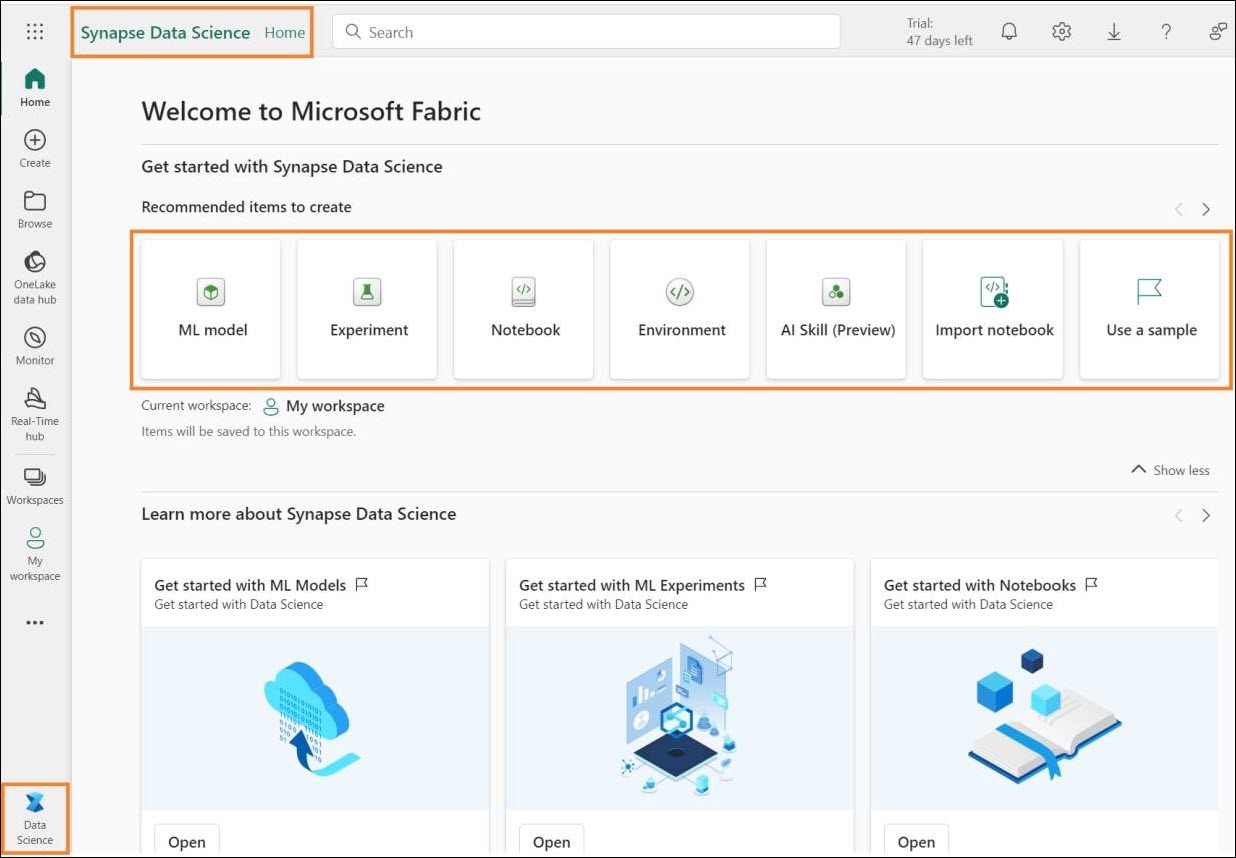 Synapse Data Science Home
Search
Trial:
47 days left
Home
Create
Browse
OneLake
data hub
Monitor
Real-Time
hub
Workspaces
My
workspace
Data
Science
Welcome to Microsoft Fabric
Get started with Synapse Data Science
Recommended items to create
ML model
Experiment
Notebook
Environment
AI Skill (Preview)
Import notebook
Use a sample
Current workspace: My workspace
Items will be saved to this workspace.
Show less
Learn more about Synapse Data Science
Get started with ML Models
Get started with Data Science
Open
Get started with ML Experiments
Get started with Data Science
Open
Get started with Notebooks
Get started with Data Science
Open